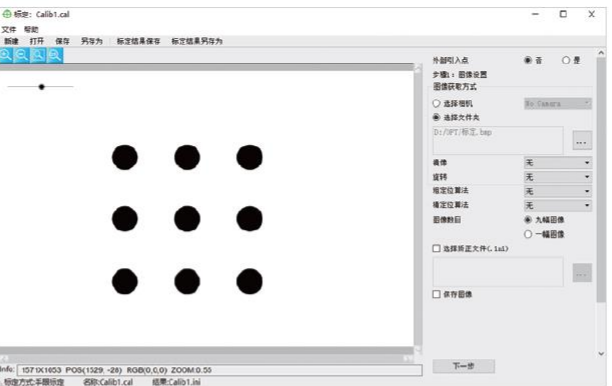 标定: Calib1.cal
文件 帮助
新建 打开 保存 另存为 标定结果保存 标定结果另存为
外部引入点 否 是
步骤1: 图像设置
图像获取方式
选择相机 No Camera
选择文件夹
D:/OPT/标定.bmp
...
镜像 无
旋转 无
粗定位算法 无
精定位算法 无
图像数目 九幅图像
一幅图像
选择矫正文件(.ini)
...
保存图像
下一步
Info: 1571X1053 POS(1529, -28) RGB(0,0,0) ZOOM:0.55
标定方式:手眼标定 名称:Calib1.cal 结果:Calib1.ini